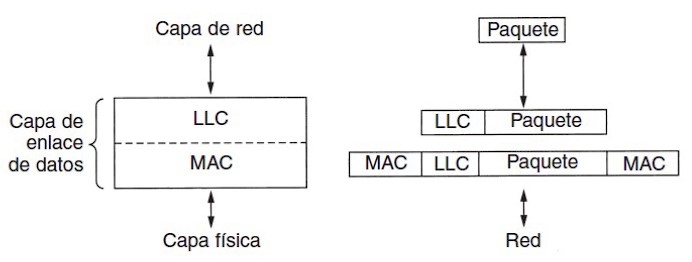 Capa de red
Capa de
enlace
de datos
LLC
MAC
Capa física
Paquete
LLC Paquete
MAC LLC Paquete MAC
Red